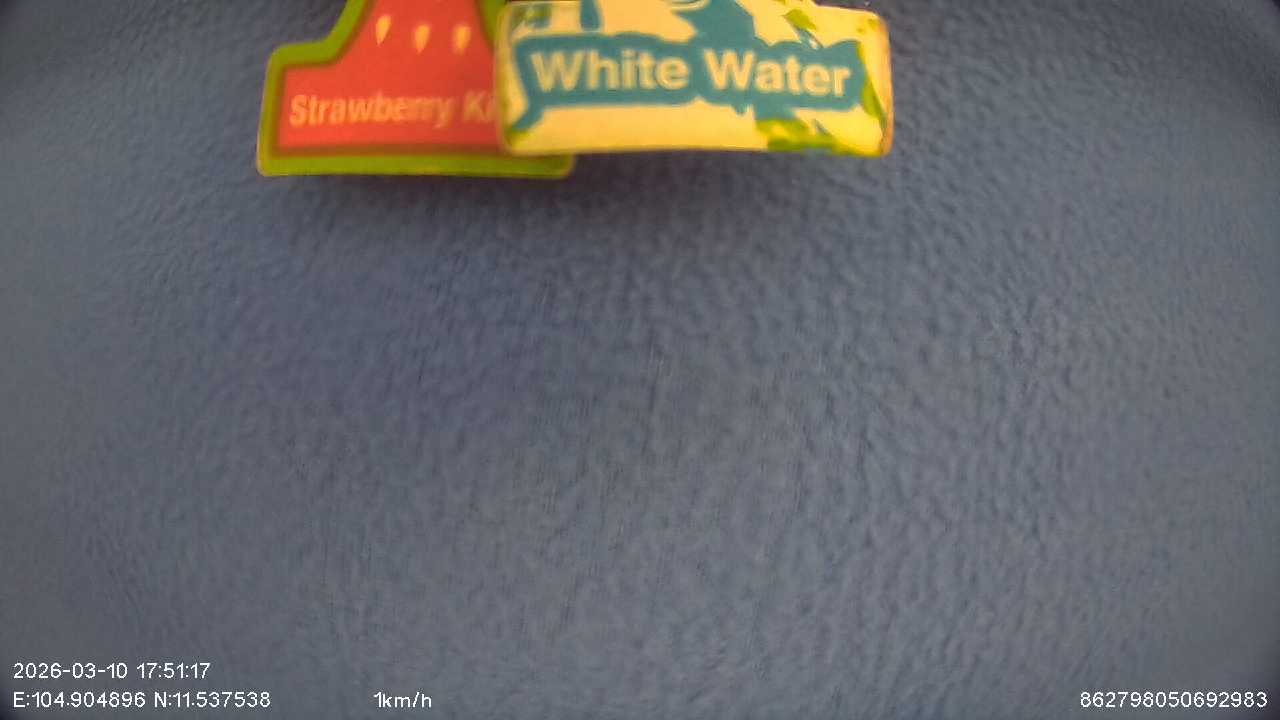 Strawberry
White Water
2026-03-10 17:51:17
E:104.904896 N:11.537538
1km/h
862798050692983